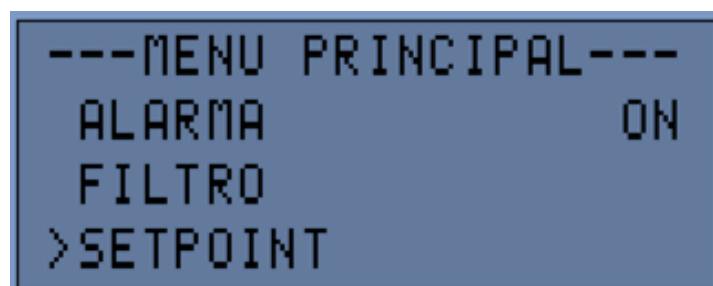 ---MENU PRINCIPAL---
ALARMA ON
FILTRO
>SETPOINT